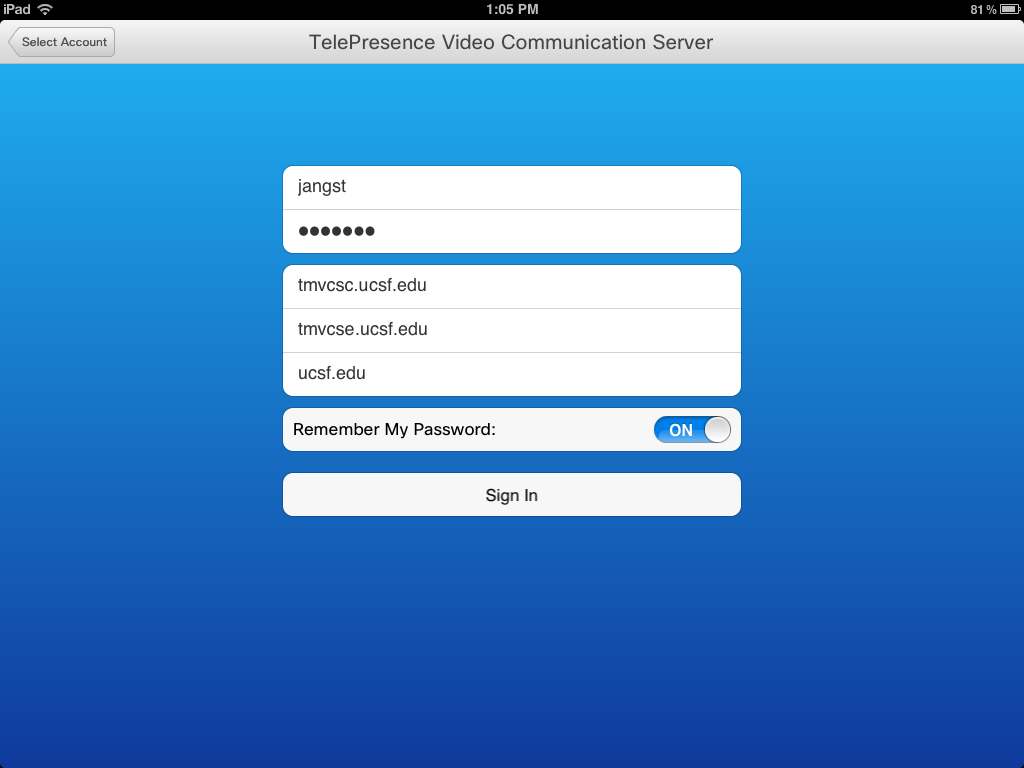 iPad 1:05 PM 81%
Select Account TelePresence Video Communication Server
jangst
●●●●●●●
tmvcsc.ucsf.edu
tmvcse.ucsf.edu
ucsf.edu
Remember My Password: ON
Sign In